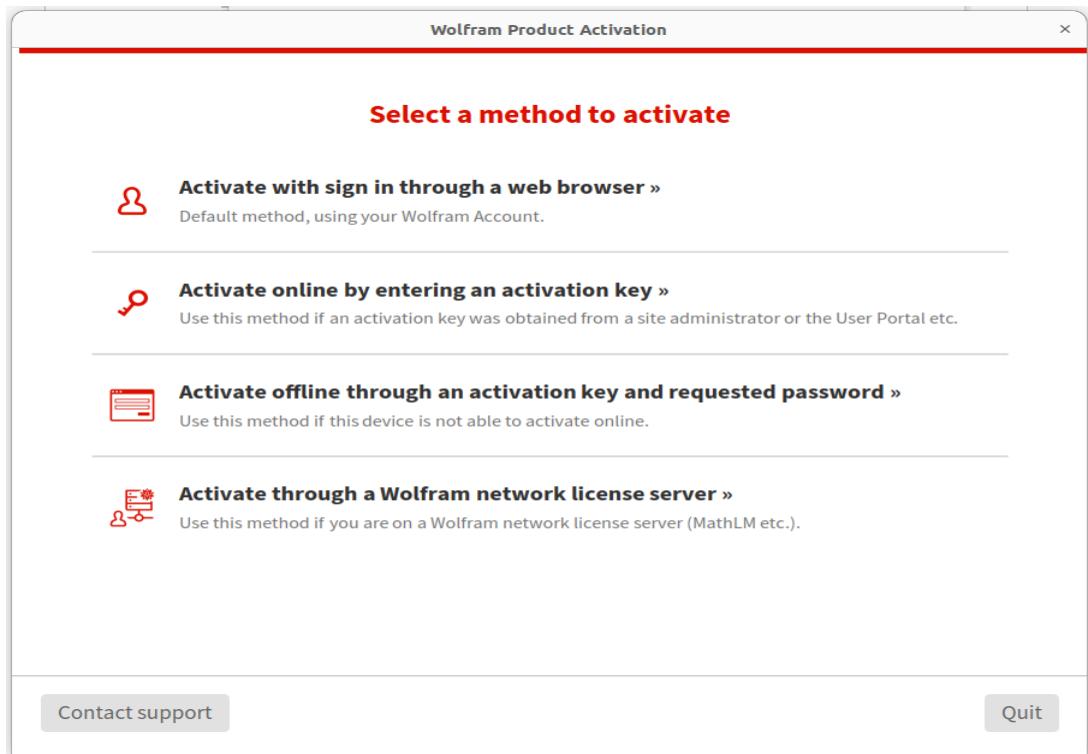 Wolfram Product Activation
Select a method to activate
Activate with sign in through a web browser »
Default method, using your Wolfram Account.
Activate online by entering an activation key »
Use this method if an activation key was obtained from a site administrator or the User Portal etc.
Activate offline through an activation key and requested password »
Use this method if this device is not able to activate online.
Activate through a Wolfram network license server »
Use this method if you are on a Wolfram network license server (MathLM etc.).
Contact support
Quit